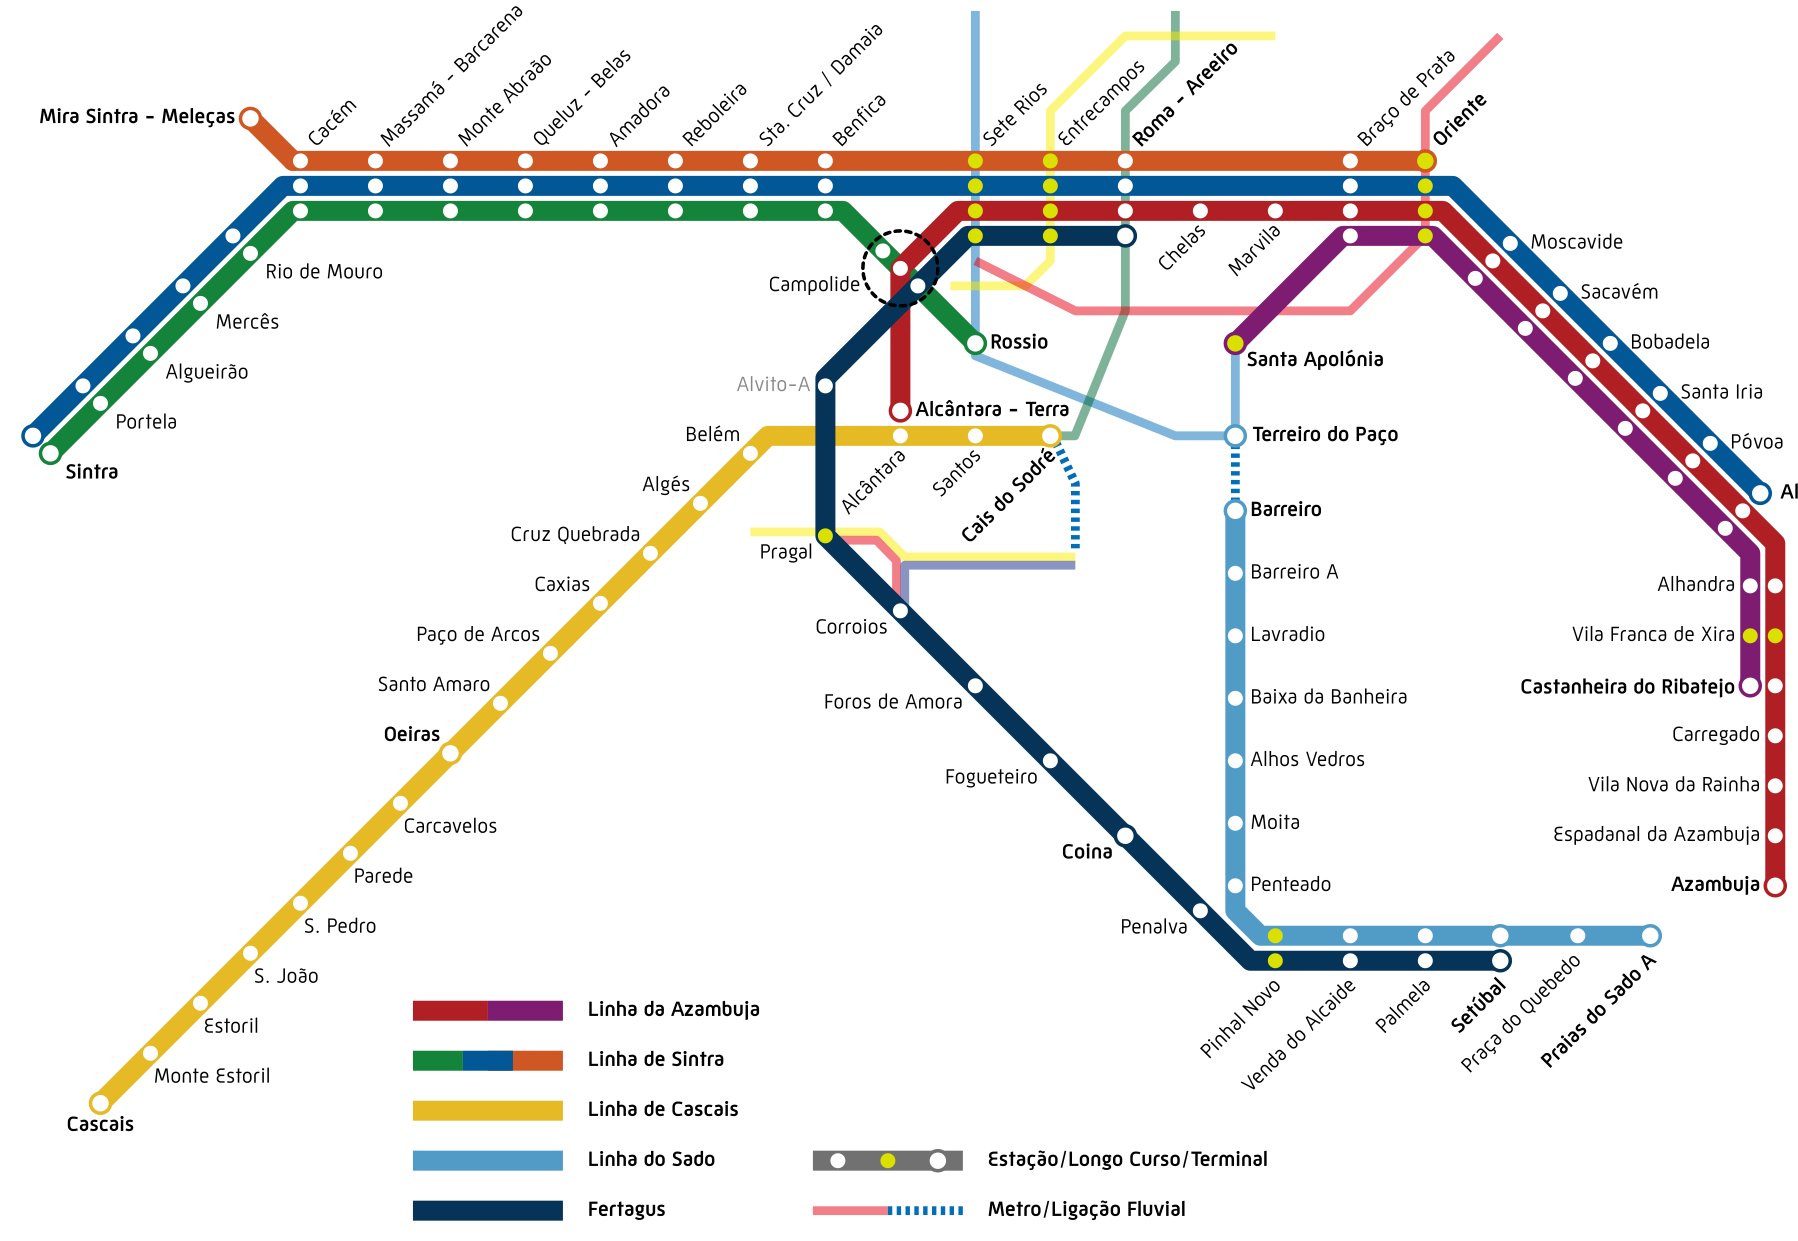 Mira Sintra - Meleças
Cacém
Massamá - Barcarena
Monte Abraão
Queluz - Belas
Amadora
Reboleira
Sta. Cruz / Damaia
Benfica
Sete Rios
Entrecampos
Roma - Areeiro
Braço de Prata
Oriente
Chelas
Marvila
Rio de Mouro
Mercês
Algueirão
Portela
Sintra
Campolide
Rossio
Alvito-A
Alcântara - Terra
Santa Apolónia
Terreiro do Paço
Moscavide
Sacavém
Bobadela
Santa Iria
Póvoa
Al
Belém
Alcântara
Santos
Cais do Sodré
Algés
Cruz Quebrada
Caxias
Paço de Arcos
Santo Amaro
Oeiras
Carcavelos
Parede
S. Pedro
S. João
Estoril
Monte Estoril
Cascais
Pragal
Corroios
Foros de Amora
Fogueteiro
Coina
Penalva
Barreiro
Barreiro A
Lavradio
Baixa da Banheira
Alhos Vedros
Moita
Penteado
Alhandra
Vila Franca de Xira
Castanheira do Ribatejo
Carregado
Vila Nova da Rainha
Espadanal da Azambuja
Azambuja
Pinhal Novo
Venda do Alcaide
Palmela
Setúbal
Praça do Quebedo
Praias do Sado A
Linha da Azambuja
Linha de Sintra
Linha de Cascais
Linha do Sado
Fertagus
Estação/Longo Curso/Terminal
Metro/Ligação Fluvial